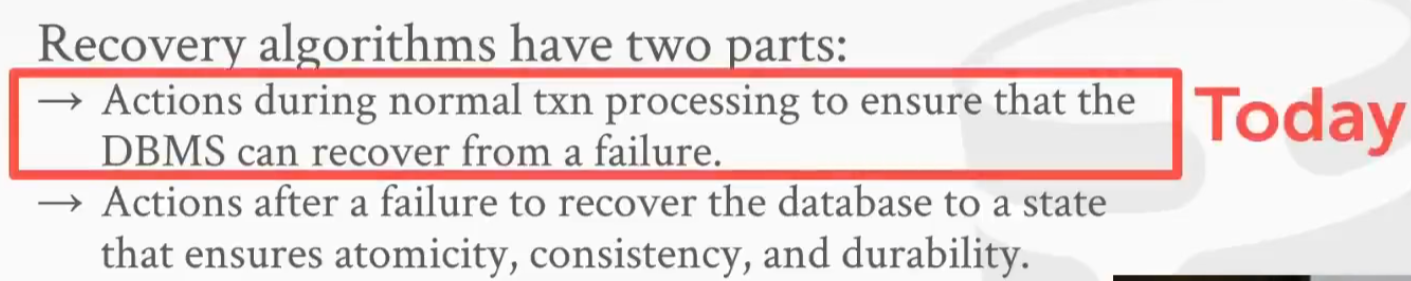 Recovery algorithms have two parts:
→ Actions during normal txn processing to ensure that the
DBMS can recover from a failure.
Today
→ Actions after a failure to recover the database to a state
that ensures atomicity, consistency, and durability.